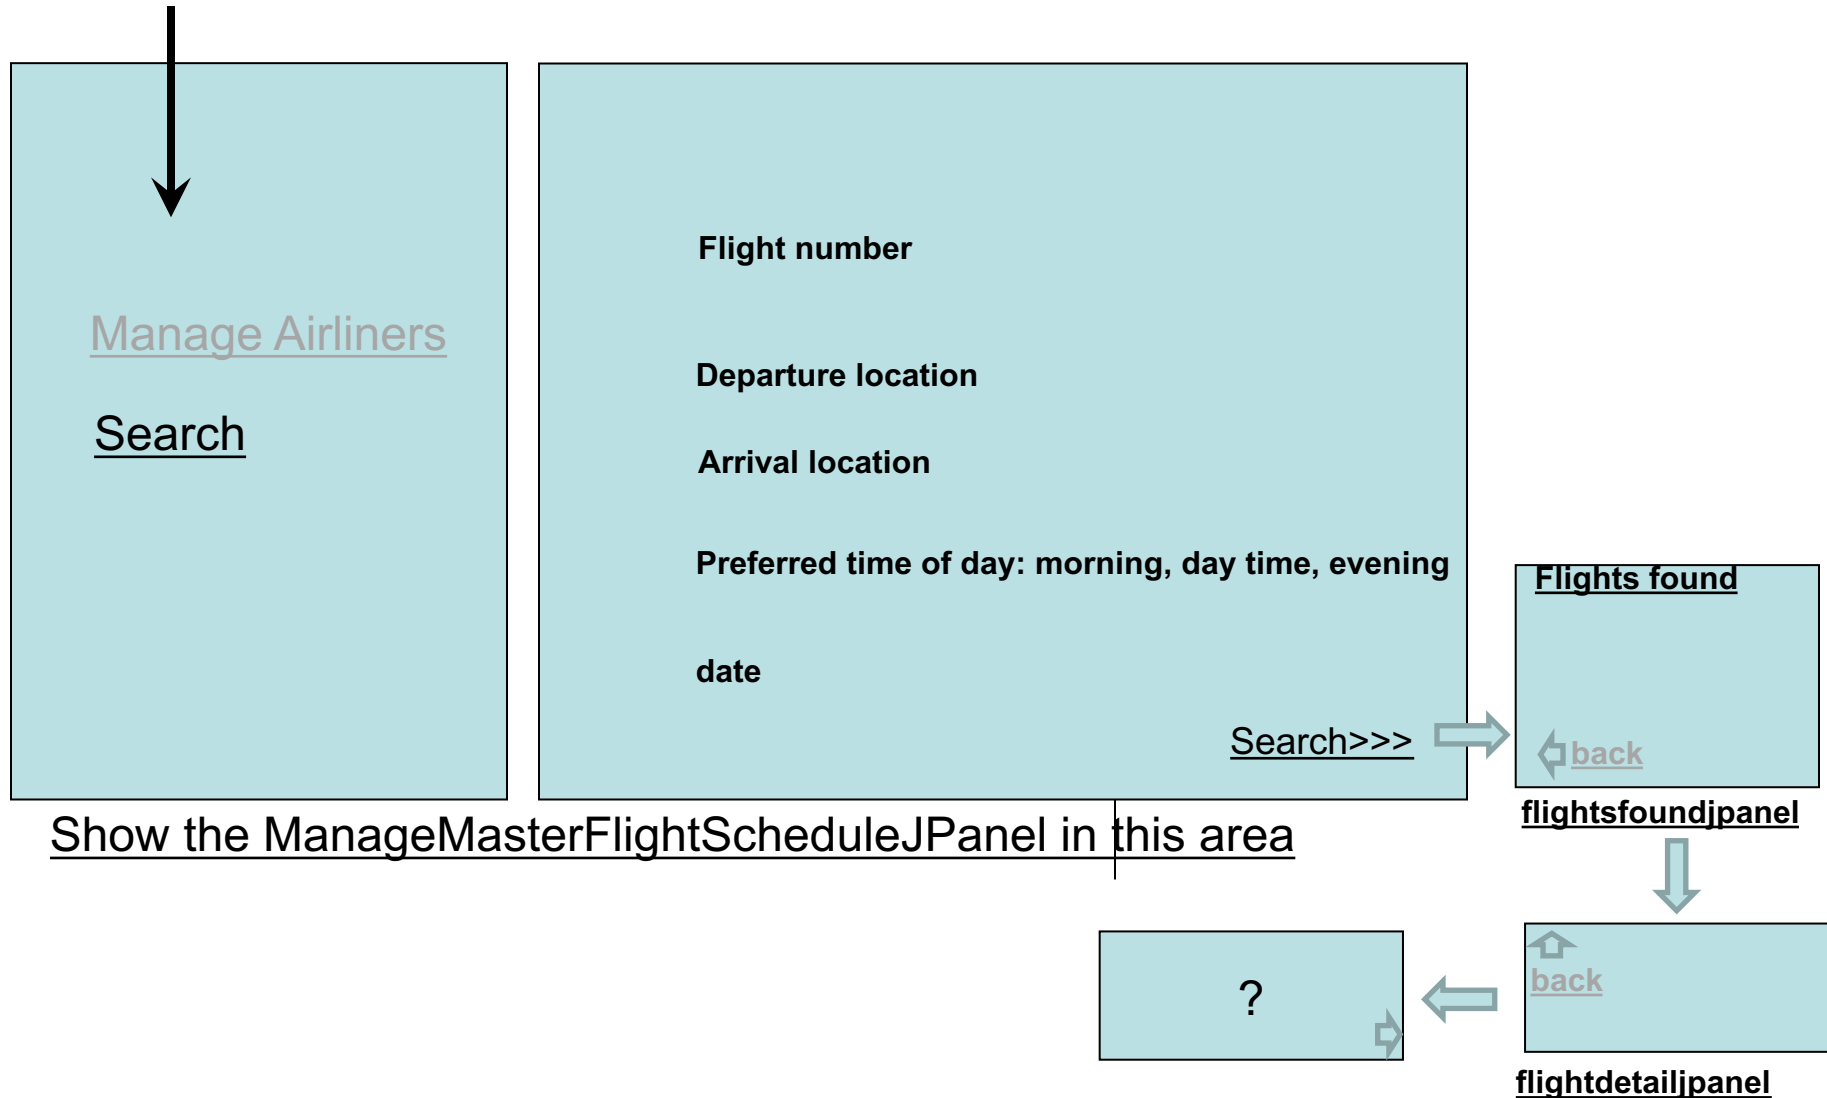 Manage Airliners
Search
Flight number
Departure location
Arrival location
Preferred time of day: morning, day time, evening
date
Search>>>
Show the ManageMasterFlightScheduleJPanel in this area
Flights found
back
flightsfoundjpanel
back
flightdetailjpanel
?